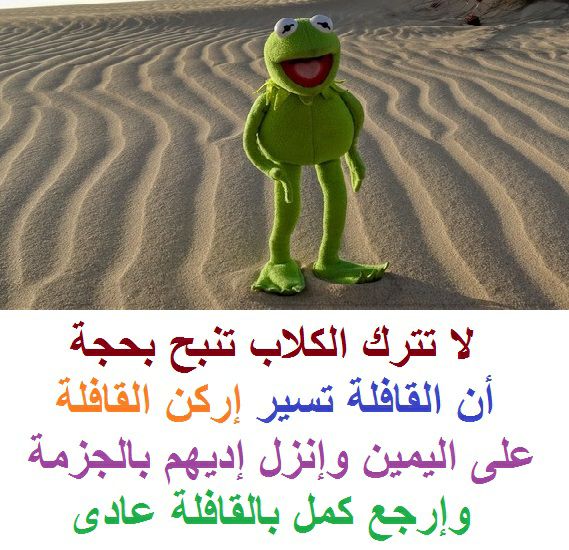 لا تترك الكلاب تنبح بحجة
أن القافلة تسير إركن القافلة
على اليمين وإنزل إديهم بالجزمة
وإرجع كمل بالقافلة عادى